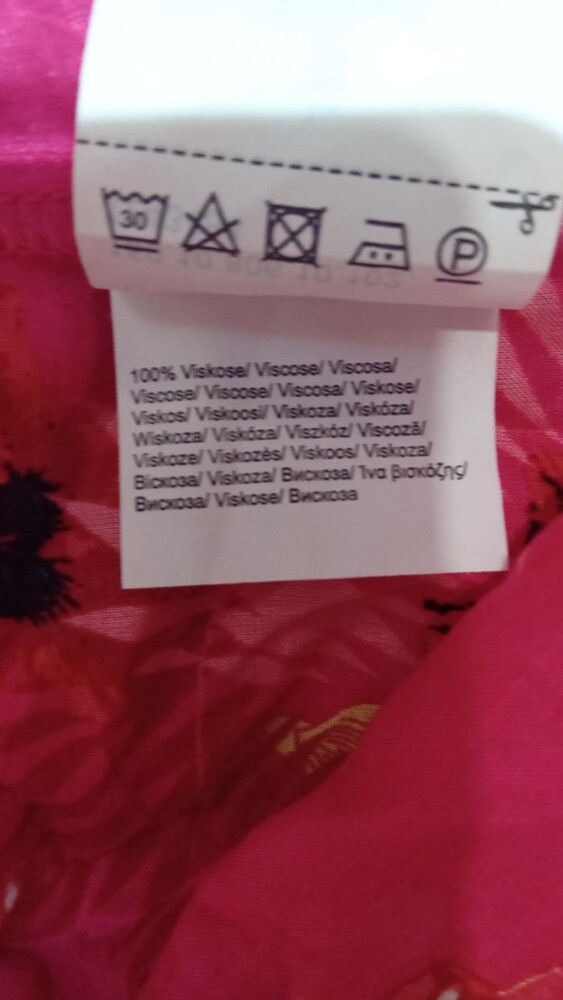 30
P
100% Viskose/ Viscose/ Viscosa/
Viscose/ Viscose/ Viscosa/ Viskose/
Viskos/ Viskoosi/ Viskoza/ Viskóza/
Wiskoza/ Viskóza/ Viszkóz/ Viscoză/
Viskoze/ Viskozės/ Viskoos/ Viskoza/
Віскоза/ Viskoza/ Вискоза/ Ίνα βισκόζης/
Вискоза/ Viskose/ Вискоза